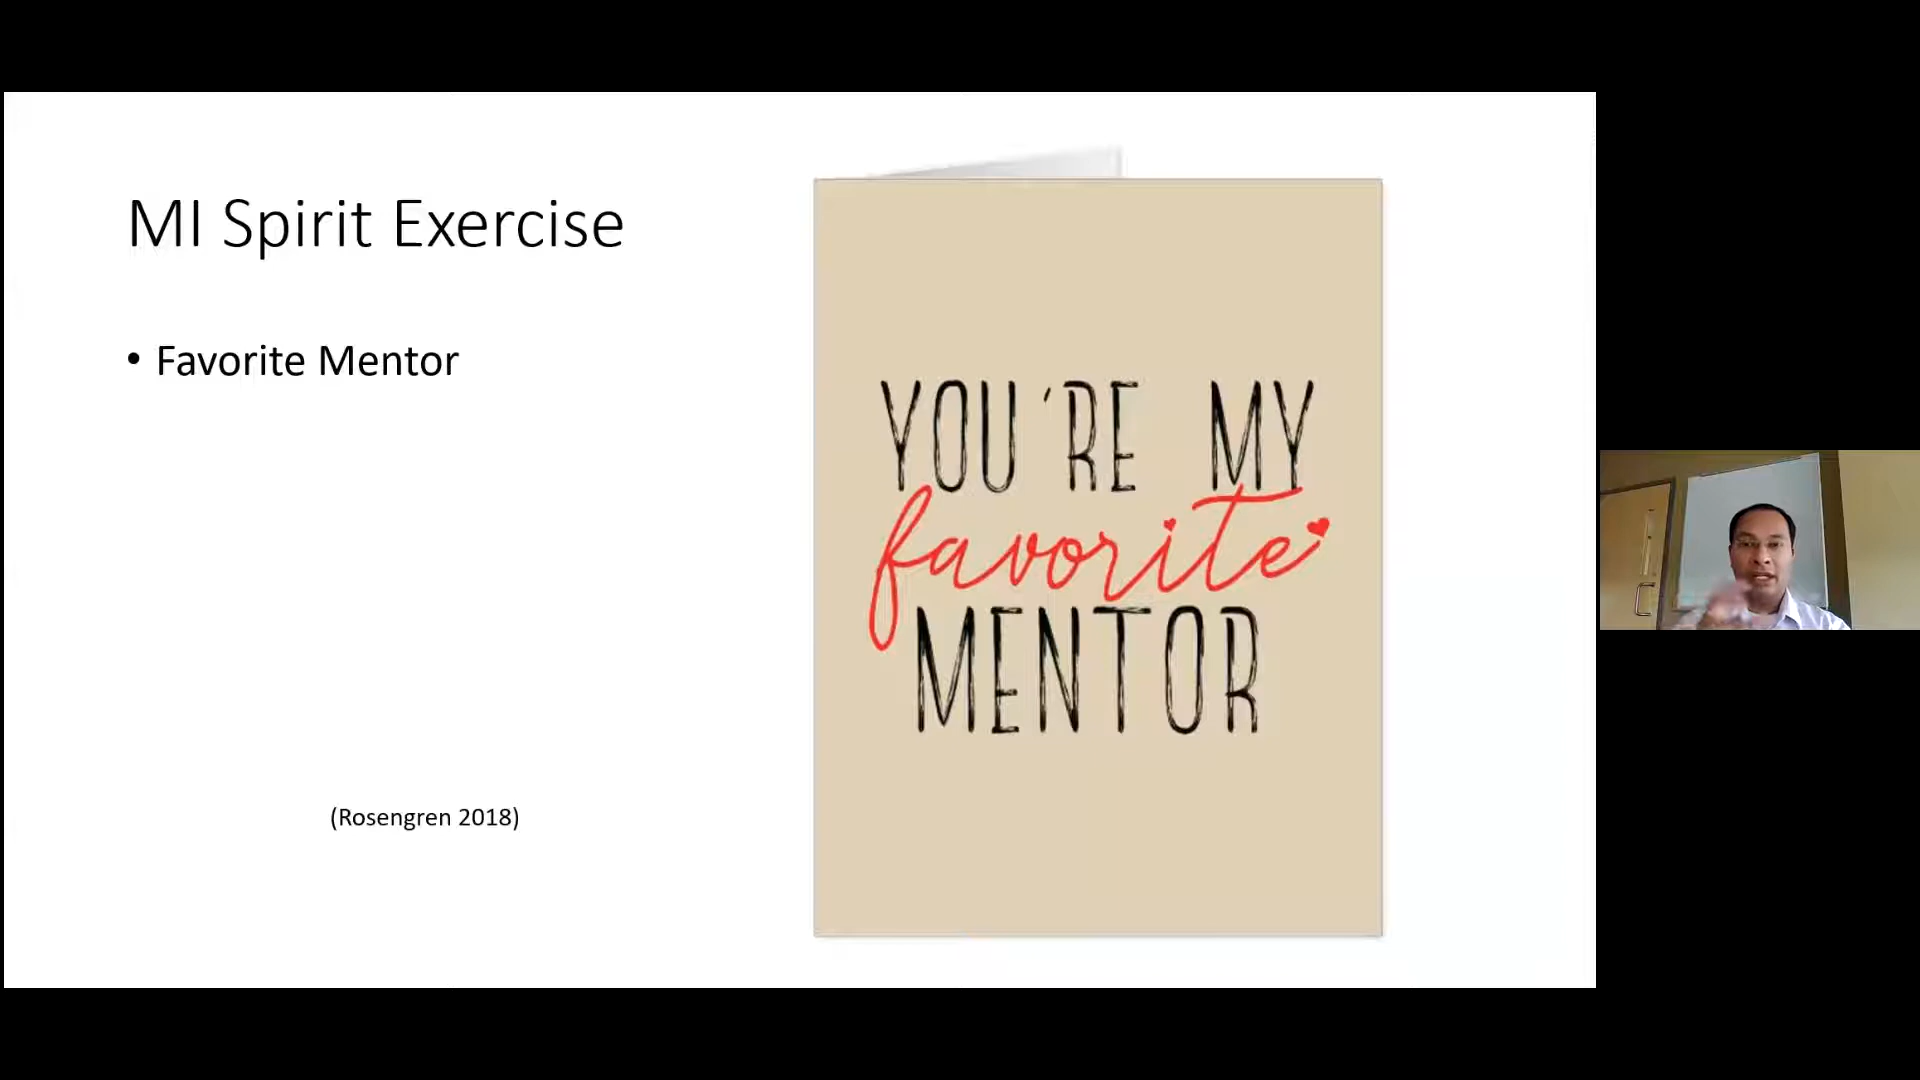 MI Spirit Exercise
• Favorite Mentor
(Rosengren 2018)
YOU'RE MY
favorite
MENTOR